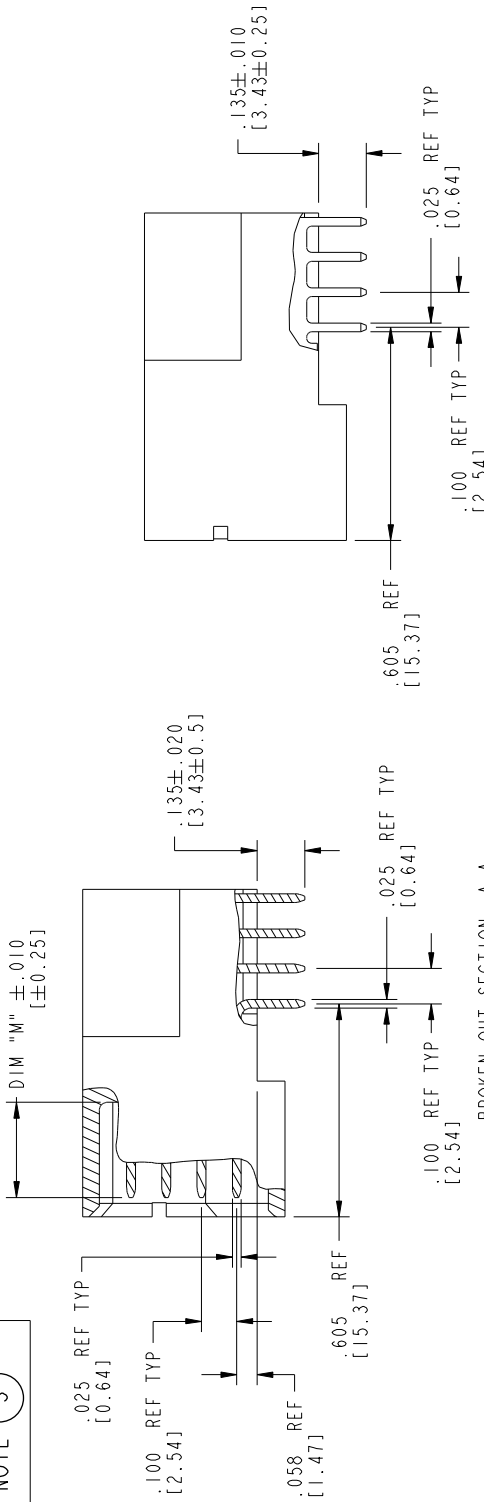 NOTE
DIM "M" ±.010
[±0.25]
.135±.020
[3.43±0.5]
.025 REF TYP
[0.64]
.100 REF TYP
[2.54]
.058 REF
[1.47]
.605 REF
[15.37]
.100 REF TYP
[2.54]
.025 REF TYP
[0.64]
.135±.010
[3.43±0.25]
.605 REF
[15.37]
.100 REF TYP
[2.54]
.025 REF TYP
[0.64]